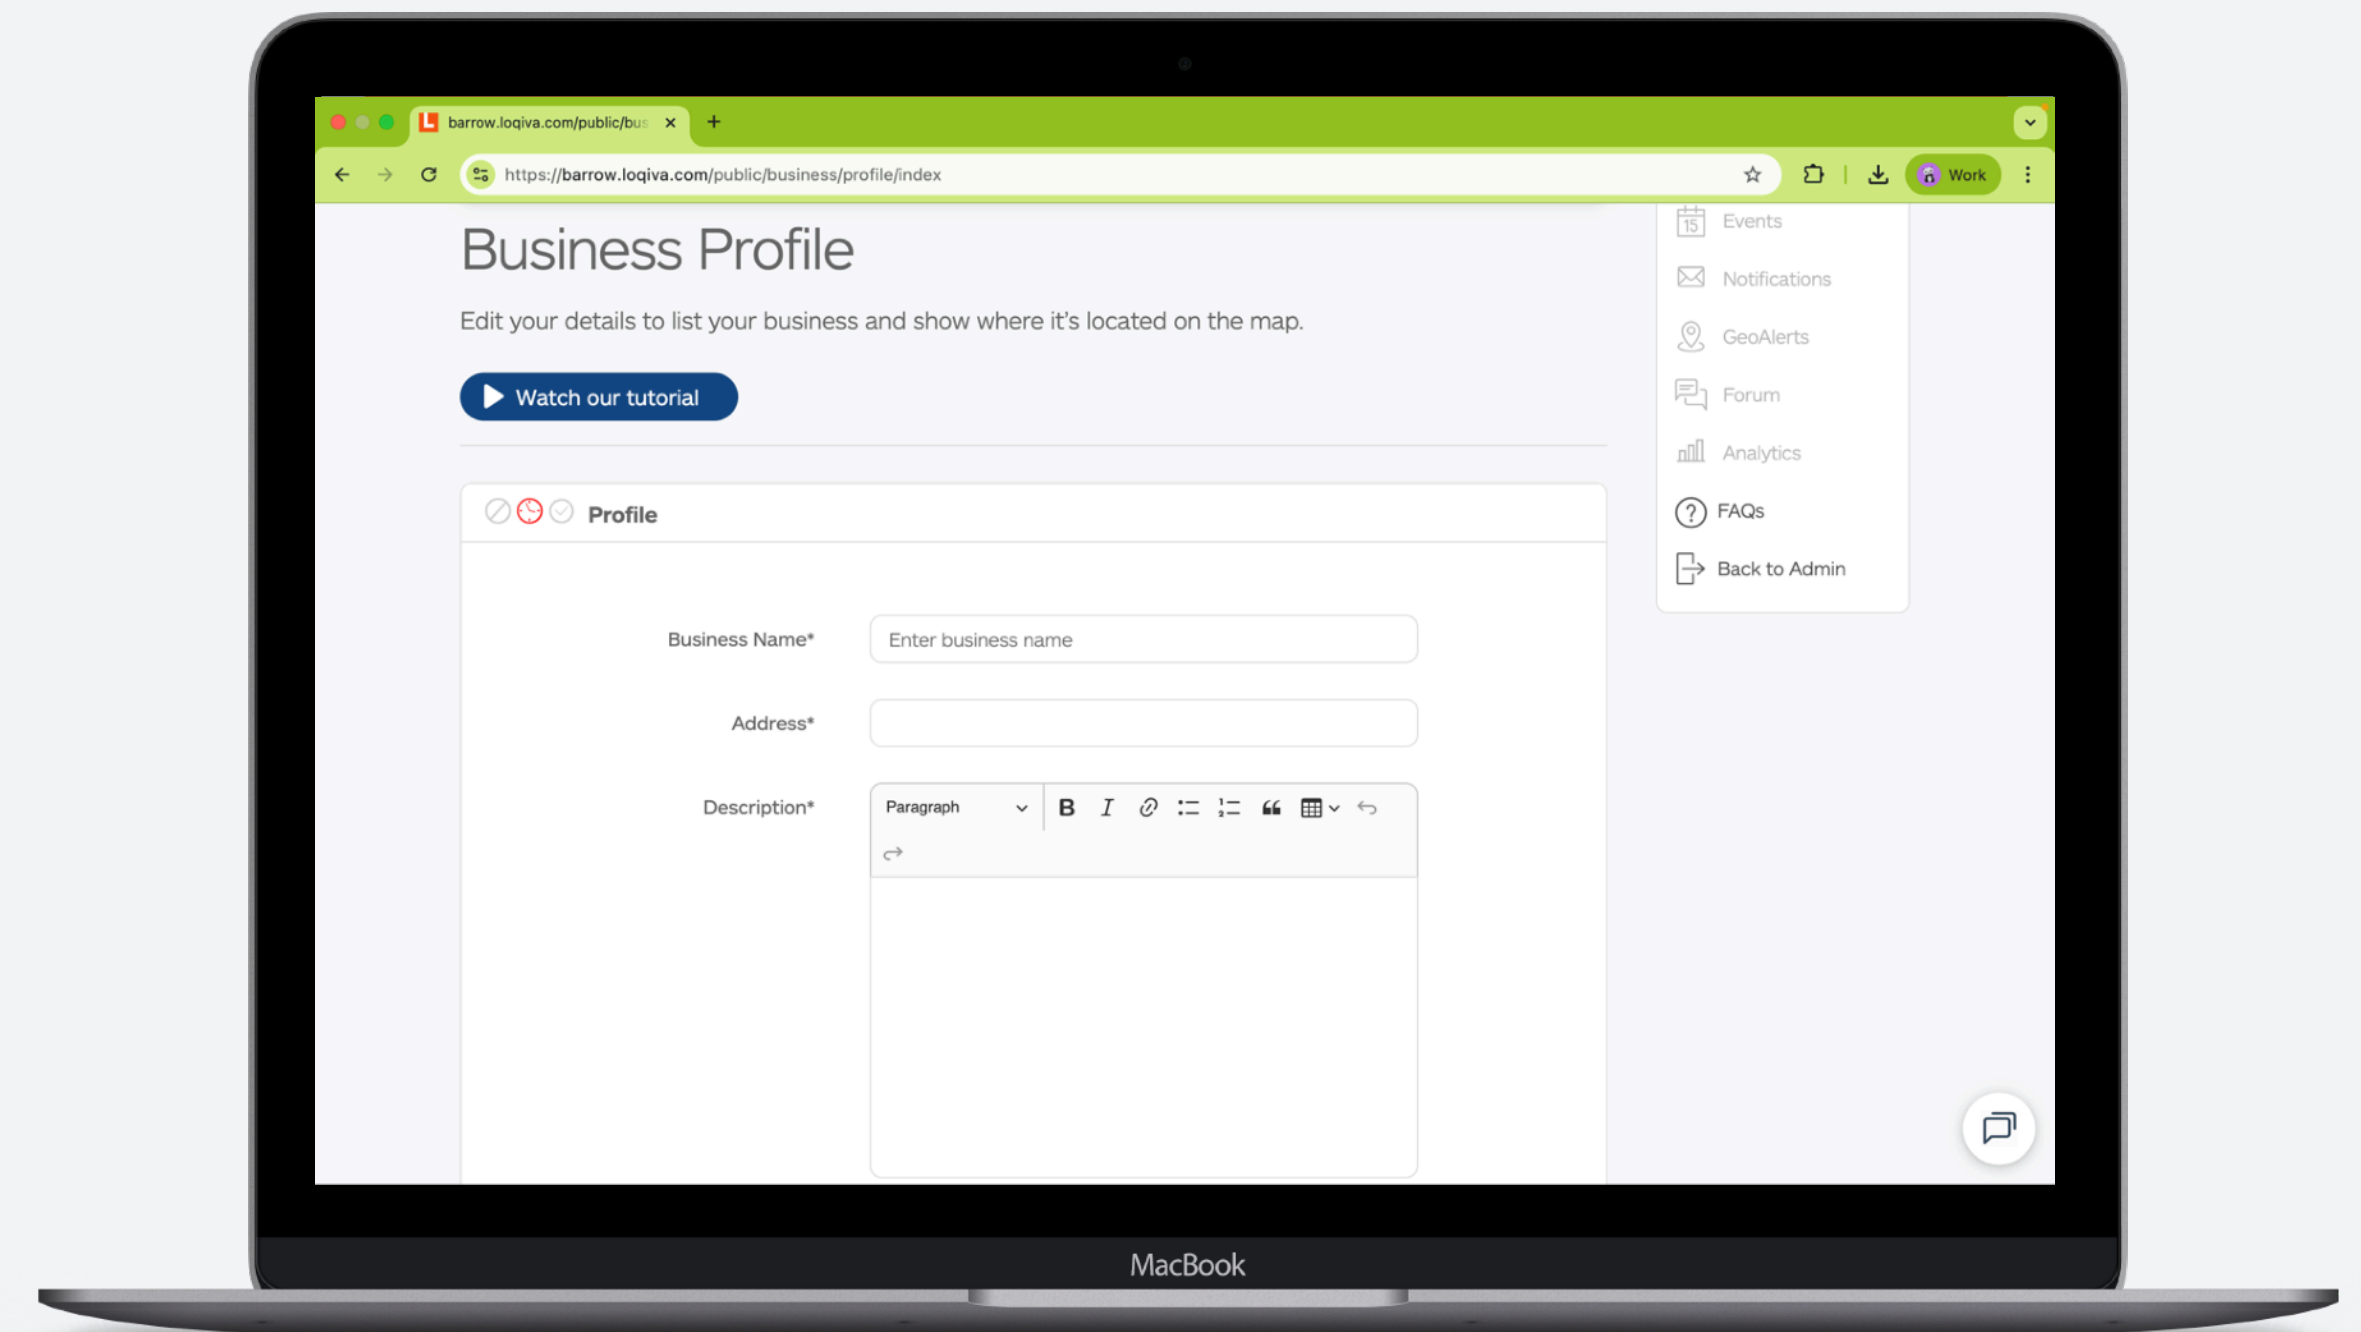 barrow.loqiva.com/public/bus
https://barrow.loqiva.com/public/business/profile/index
Work
Business Profile
Edit your details to list your business and show where it's located on the map.
Watch our tutorial
15 Events
Notifications
GeoAlerts
Forum
Analytics
? FAQs
Back to Admin
Profile
Business Name*
Enter business name
Address*
Description*
Paragraph
B I
MacBook